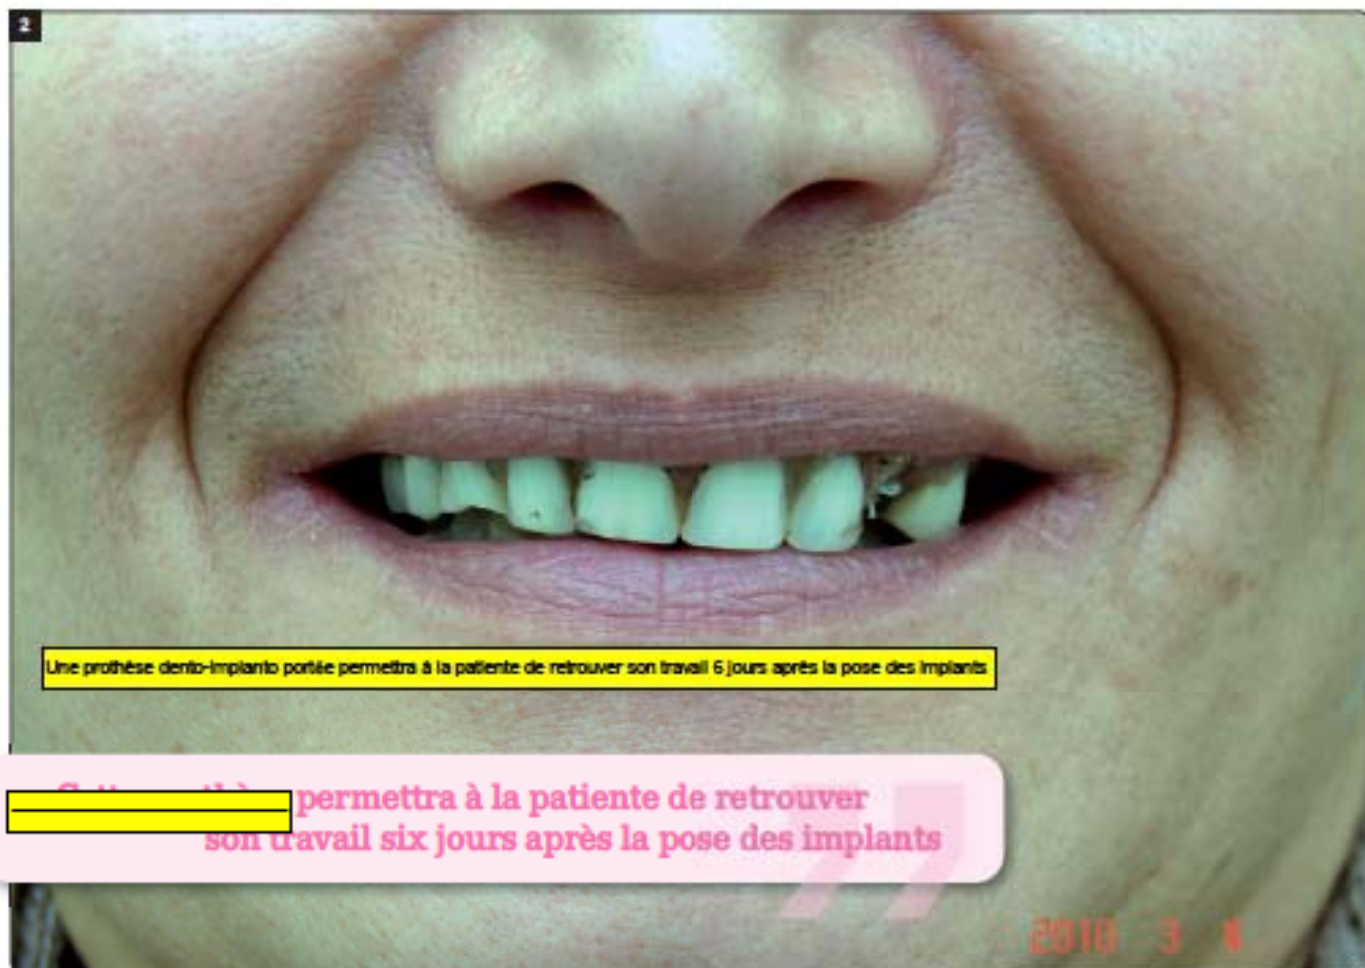 2
Une prothèse dento-implanto portée permettra à la patiente de retrouver son travail 6 jours après la pose des implants
permettra à la patiente de retrouver
son travail six jours après la pose des implants
”
2010 3